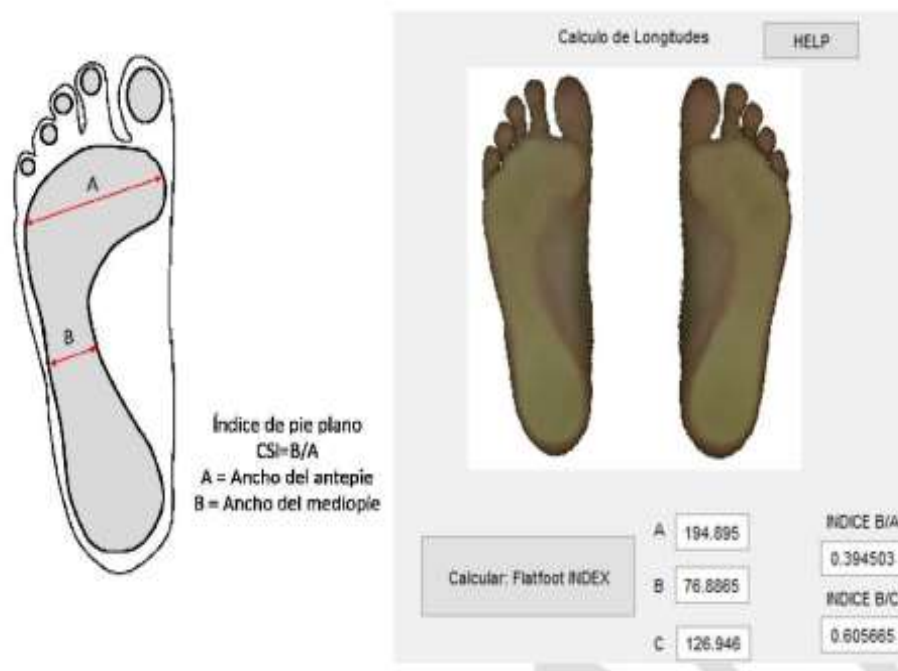 A
B
Índice de pie plano
CSI=B/A
A = Ancho del antepie
B = Ancho del mediopie
Calculo de Longitudes
HELP
Calcular: Flatfoot INDEX
A 194.895
B 76.8865
C 126.946
INDICE B/A
0.394503
INDICE B/C
0.605665